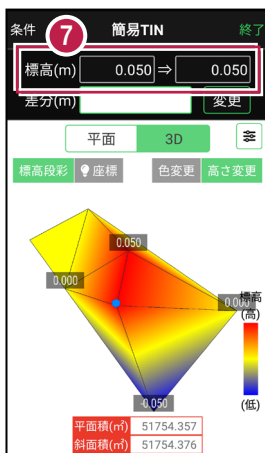 条件 簡易TIN 終了
7
標高(m) 0.050 ⇒ 0.050
差分(m) 変更
平面 3D
標高段彩 座標 色変更 高さ変更
0.050
0.000
0.000
標高
(高)
(低)
-0.050
平面積(㎡) 51754.357
斜面積(㎡) 51754.376